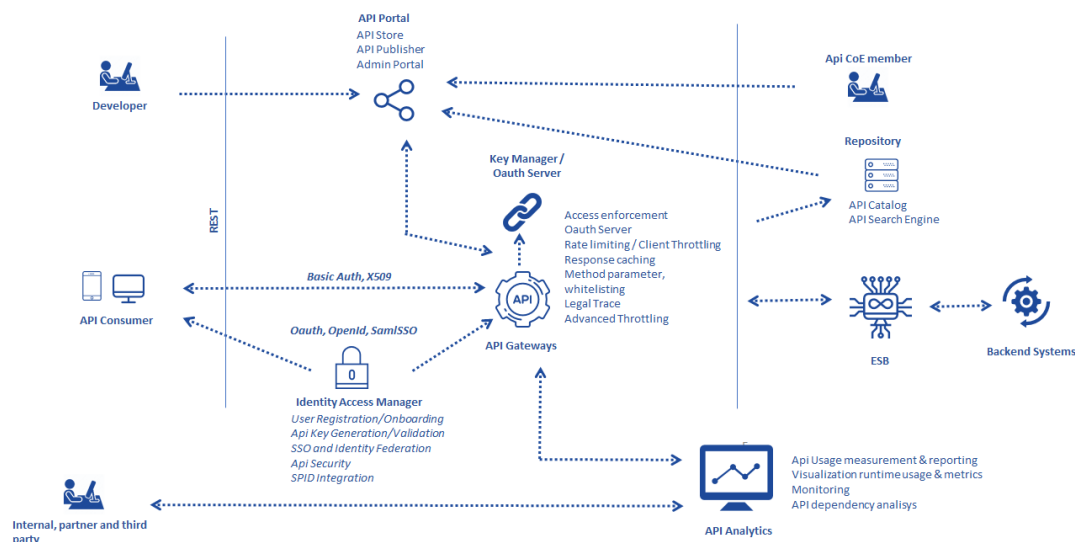 API Portal
API Store
API Publisher
Admin Portal
Api CoE member
Developer
REST
Key Manager /
Oauth Server
Repository
API Catalog
API Search Engine
Access enforcement
Oauth Server
Rate limiting / Client Throttling
Response caching
Method parameter,
whitelisting
Legal Trace
Advanced Throttling
Basic Auth, X509
API
API Consumer
Oauth, OpenId, SamlSSO
API Gateways
ESB
Backend Systems
Identity Access Manager
User Registration/Onboarding
Api Key Generation/Validation
SSO and Identity Federation
Api Security
SPID Integration
Api Usage measurement & reporting
Visualization runtime usage & metrics
Monitoring
API dependency analisys
API Analytics
Internal, partner and third
party